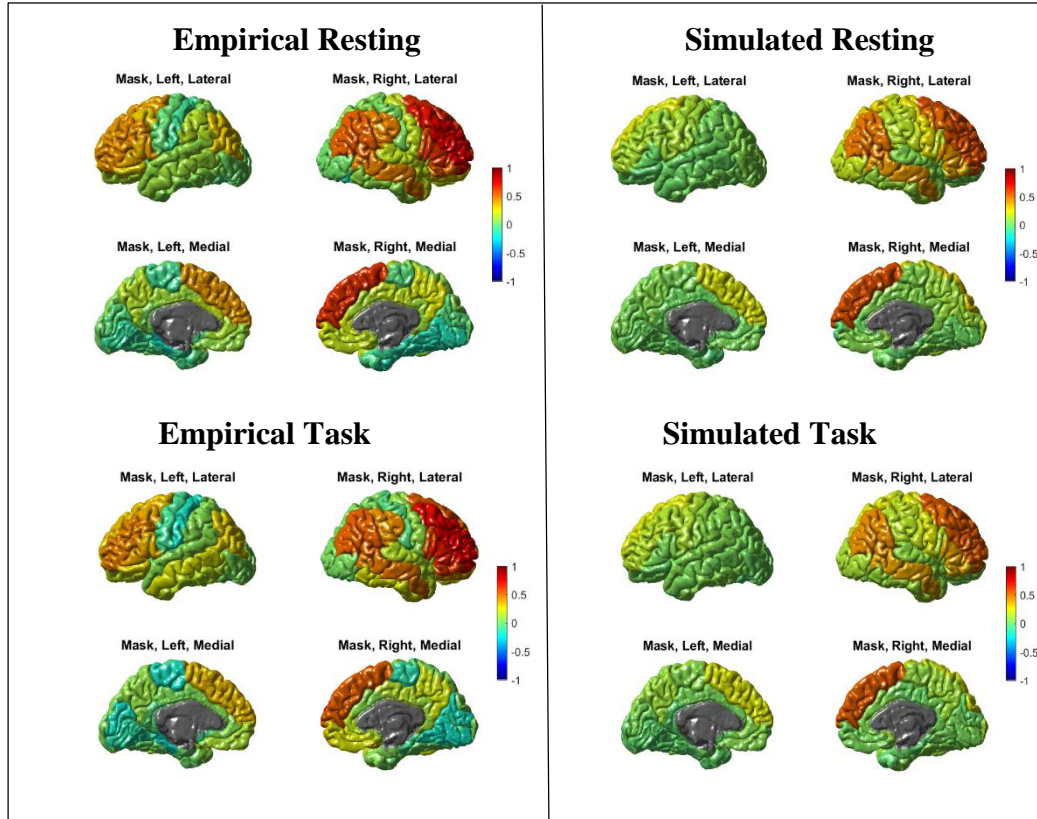 Empirical Resting
Mask, Left, Lateral
Mask, Right, Lateral
1
0.5
0
-0.5
-1
Mask, Left, Medial
Mask, Right, Medial
Simulated Resting
Mask, Left, Lateral
Mask, Right, Lateral
1
0.5
0
-0.5
-1
Mask, Left, Medial
Mask, Right, Medial
Empirical Task
Mask, Left, Lateral
Mask, Right, Lateral
1
0.5
0
-0.5
-1
Mask, Left, Medial
Mask, Right, Medial
Simulated Task
Mask, Left, Lateral
Mask, Right, Lateral
1
0.5
0
-0.5
-1
Mask, Left, Medial
Mask, Right, Medial